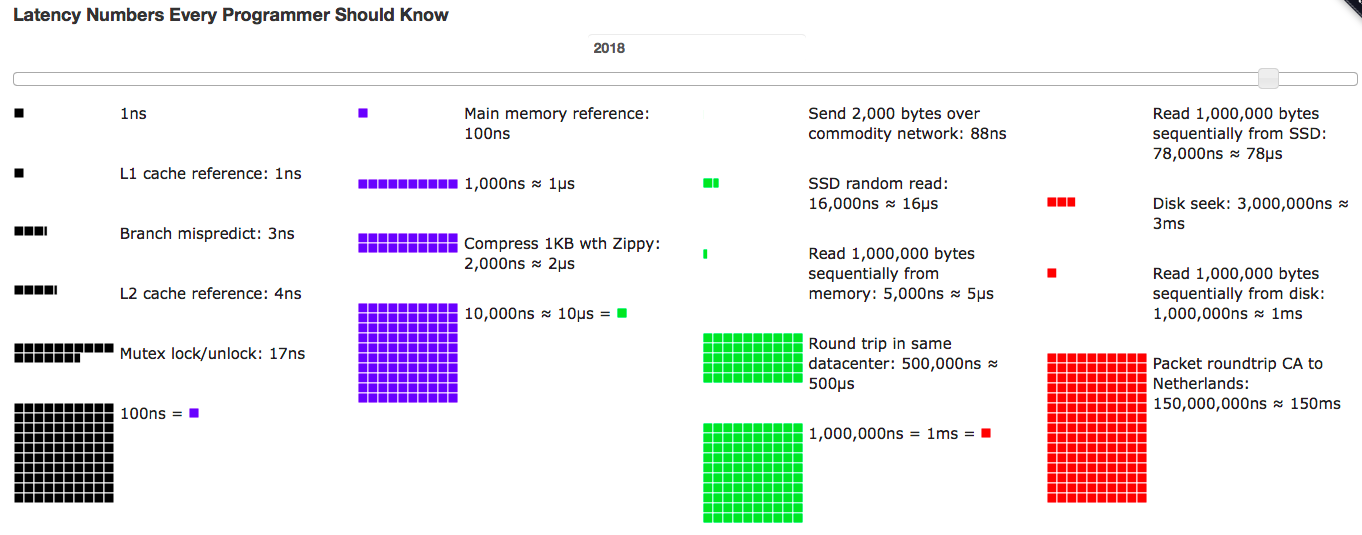 Latency Numbers Every Programmer Should Know
2018
1ns
L1 cache reference: 1ns
Branch mispredict: 3ns
L2 cache reference: 4ns
Mutex lock/unlock: 17ns
100ns =
Main memory reference:
100ns
1,000ns ≈ 1μs
Compress 1KB wth Zippy:
2,000ns ≈ 2μs
10,000ns ≈ 10μs =
Send 2,000 bytes over
commodity network: 88ns
SSD random read:
16,000ns ≈ 16μs
Read 1,000,000 bytes
sequentially from
memory: 5,000ns ≈ 5μs
Round trip in same
datacenter: 500,000ns ≈
500μs
1,000,000ns = 1ms =
Read 1,000,000 bytes
sequentially from SSD:
78,000ns ≈ 78μs
Disk seek: 3,000,000ns ≈
3ms
Read 1,000,000 bytes
sequentially from disk:
1,000,000ns ≈ 1ms
Packet roundtrip CA to
Netherlands:
150,000,000ns ≈ 150ms